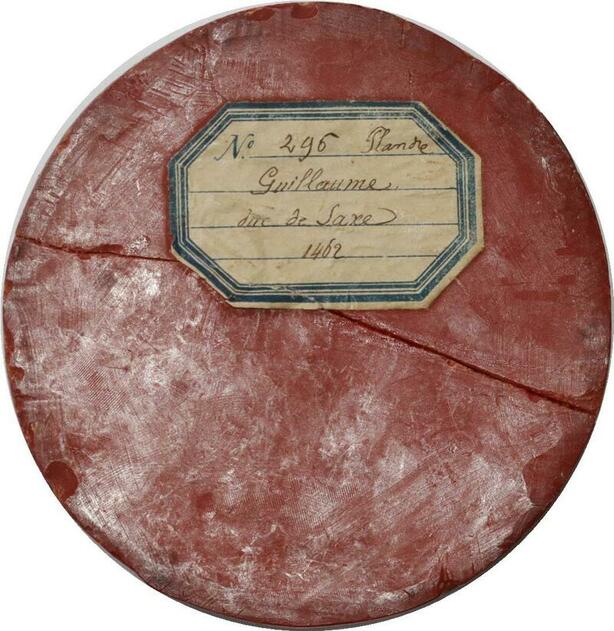 No 296 Flandre
Guillaume
duc de Saxe
1462